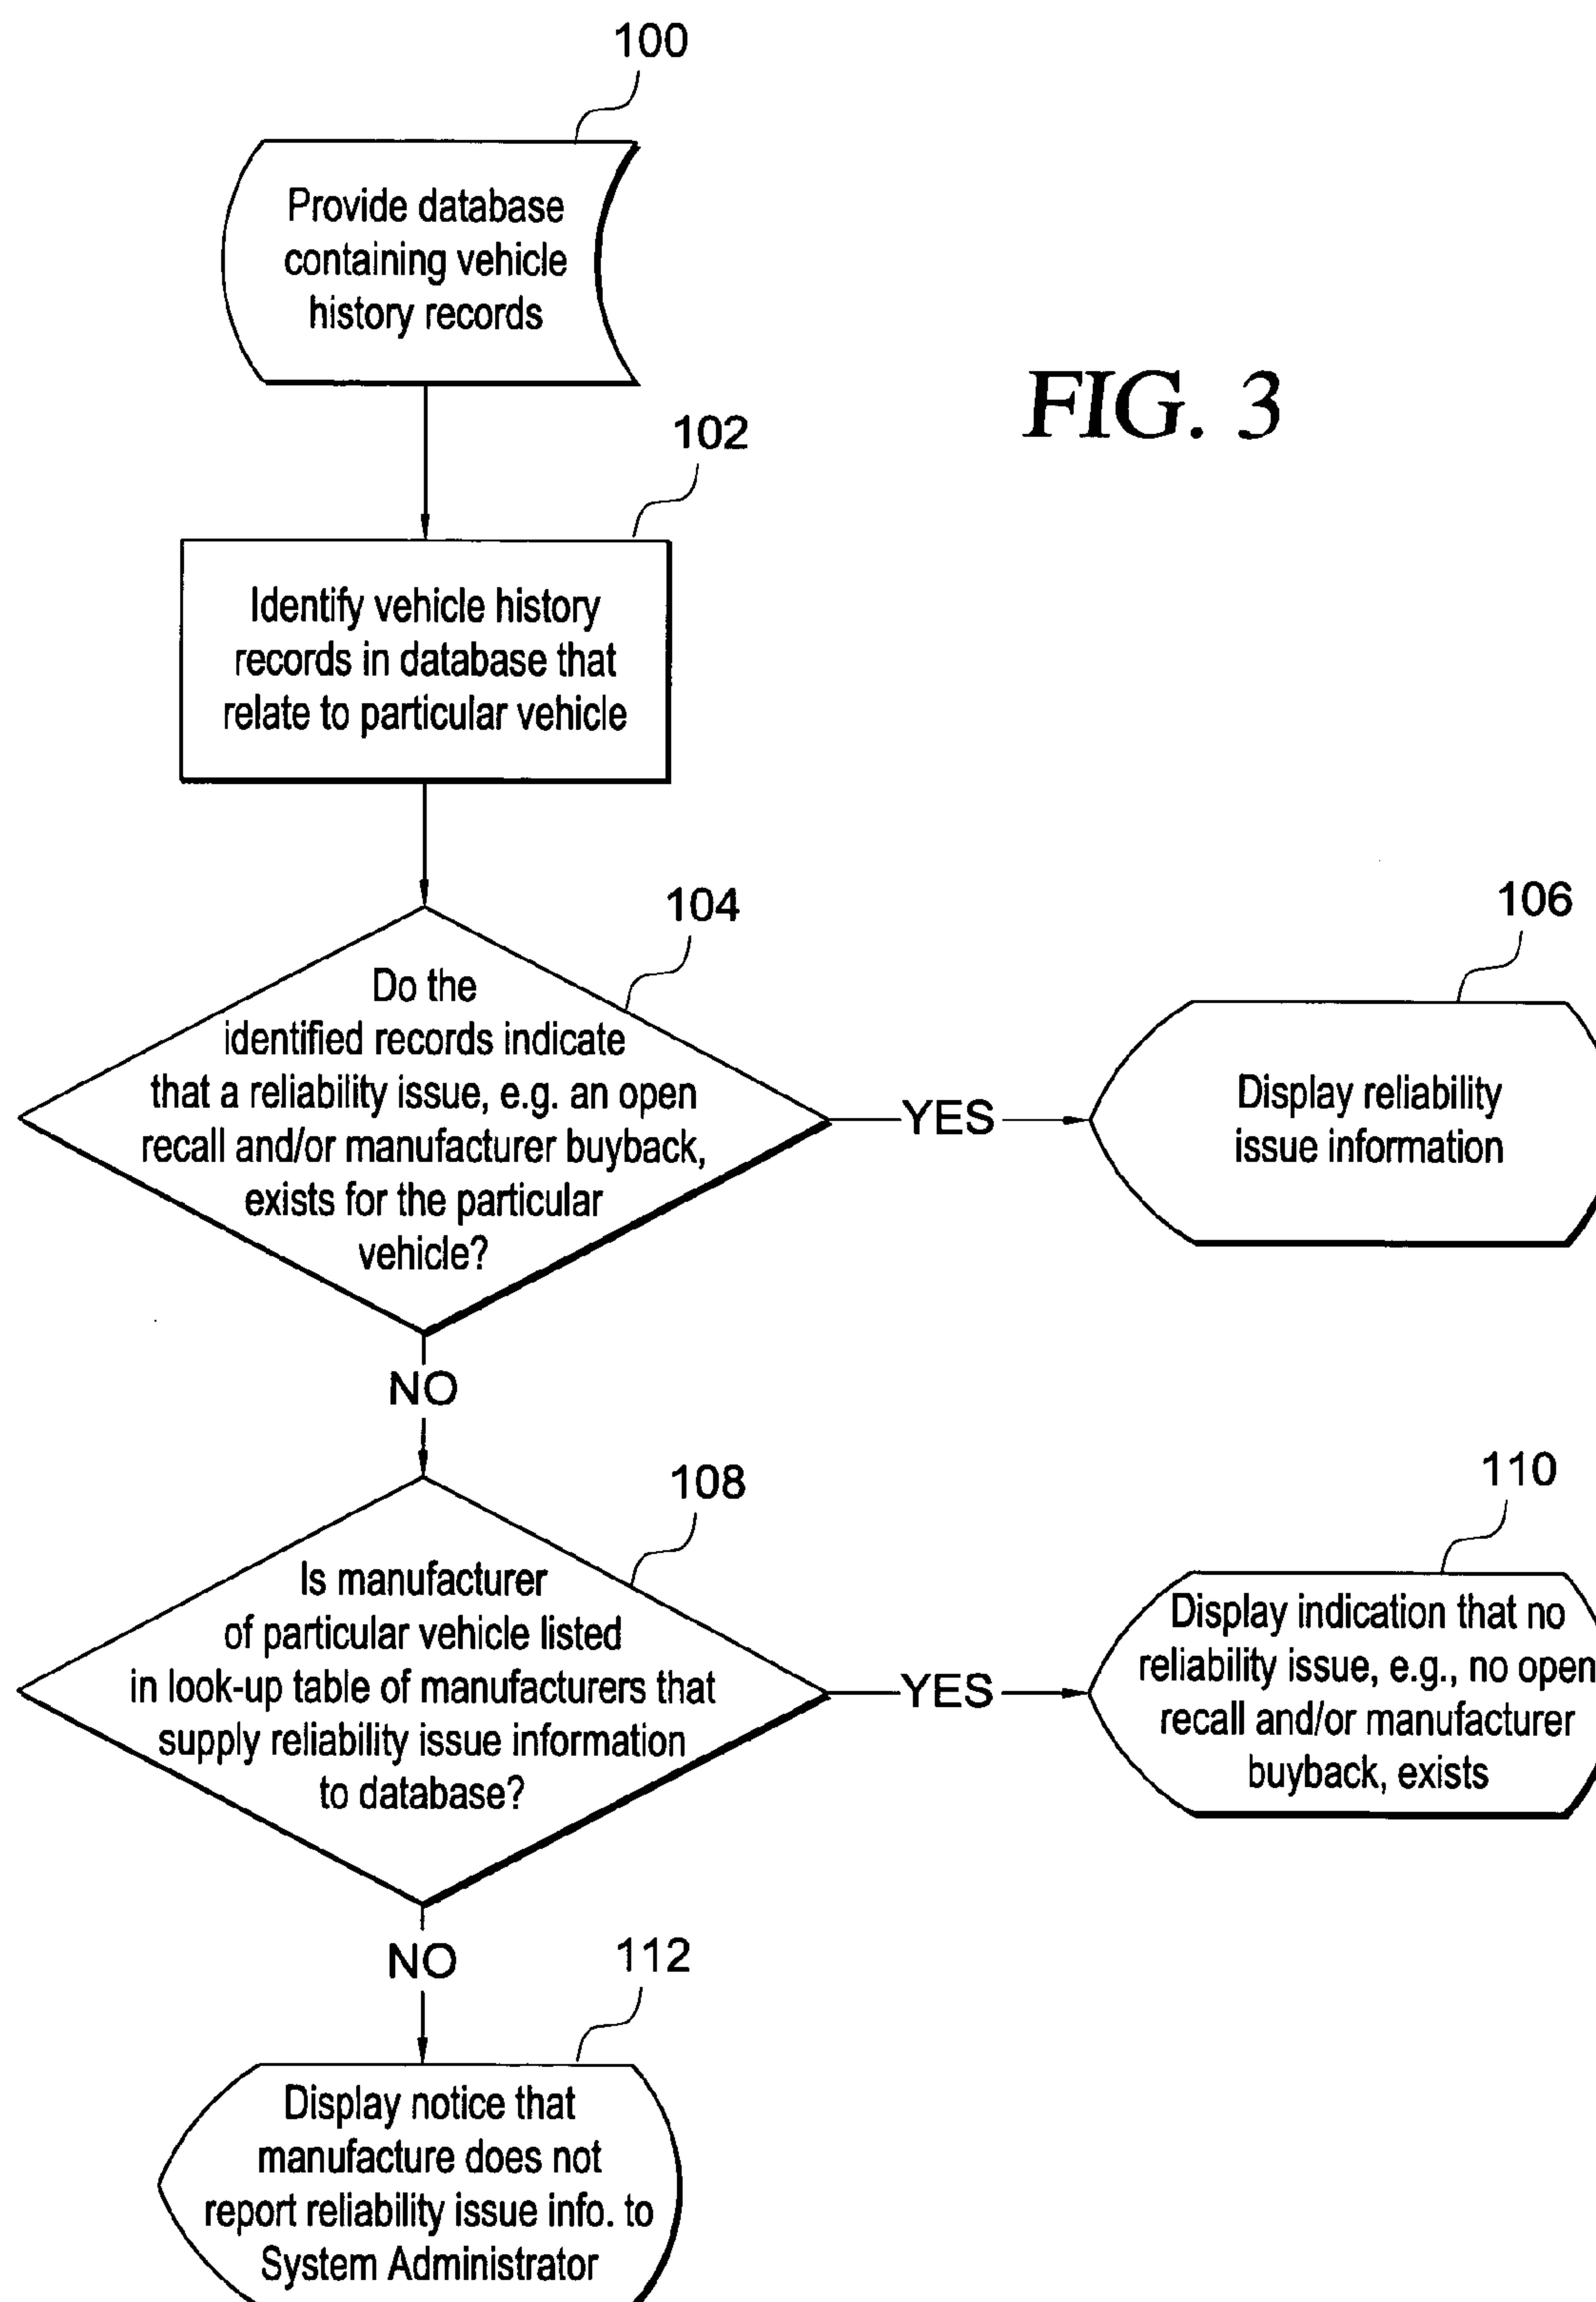 100
Provide database
containing vehicle
history records
FIG. 3
102
Identify vehicle history
records in database that
relate to particular vehicle
104
Do the
identified records indicate
that a reliability issue, e.g. an open
recall and/or manufacturer buyback,
exists for the particular
vehicle?
YES
106
Display reliability
issue information
NO
108
Is manufacturer
of particular vehicle listed
in look-up table of manufacturers that
supply reliability issue information
to database?
YES
110
Display indication that no
reliability issue, e.g., no open
recall and/or manufacturer
buyback, exists
NO
112
Display notice that
manufacture does not
report reliability issue info. to
System Administrator